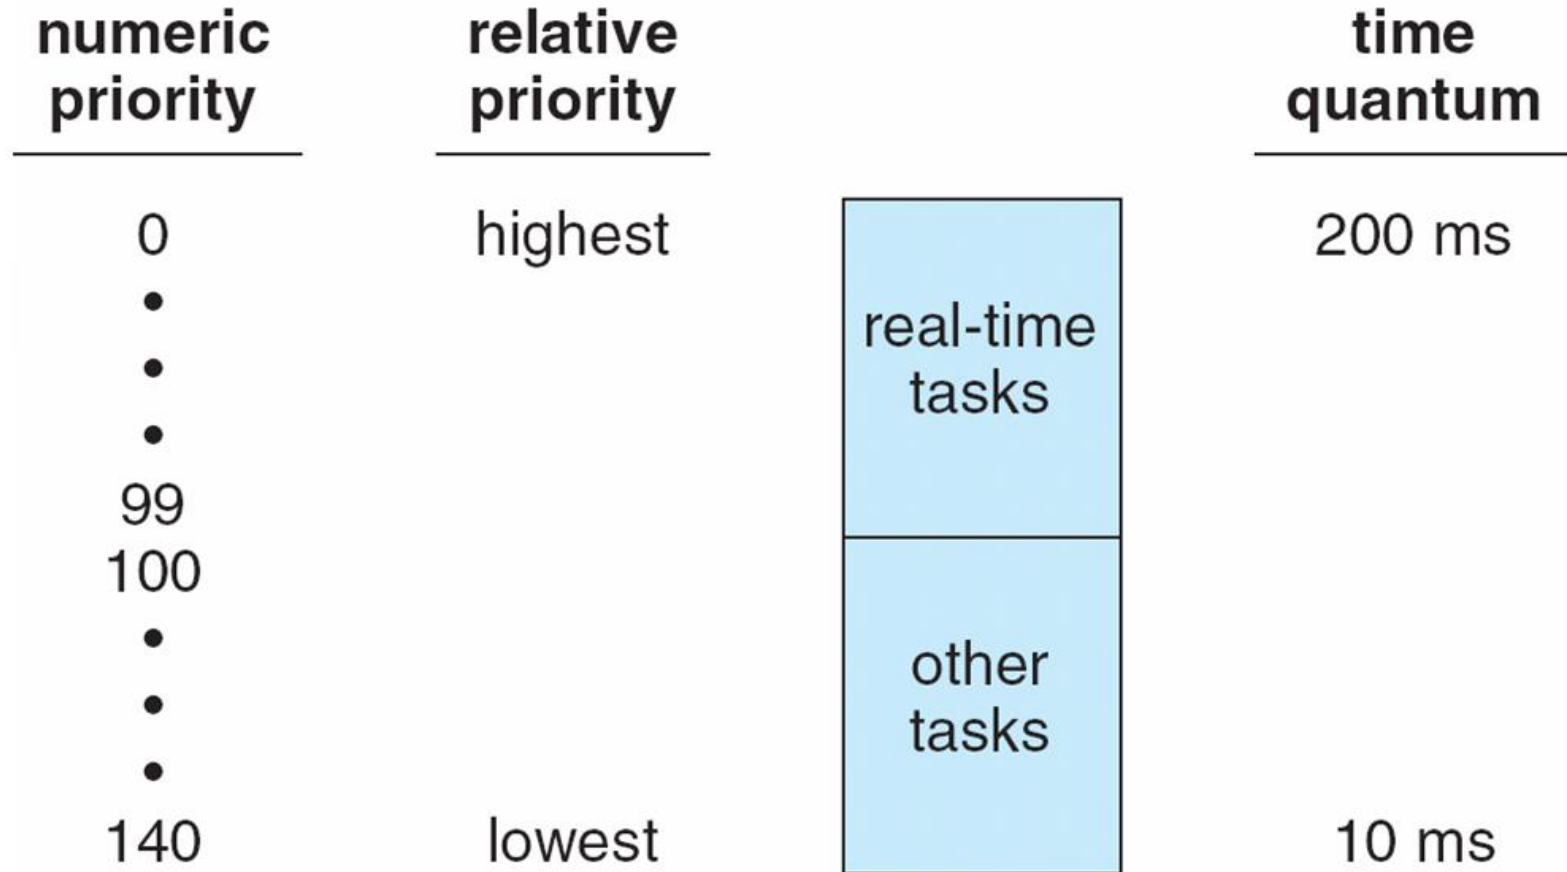 numeric priority
relative priority
time quantum
0 highest 200 ms
•
•
•
real-time
tasks
99
100
•
•
•
other
tasks
140 lowest 10 ms